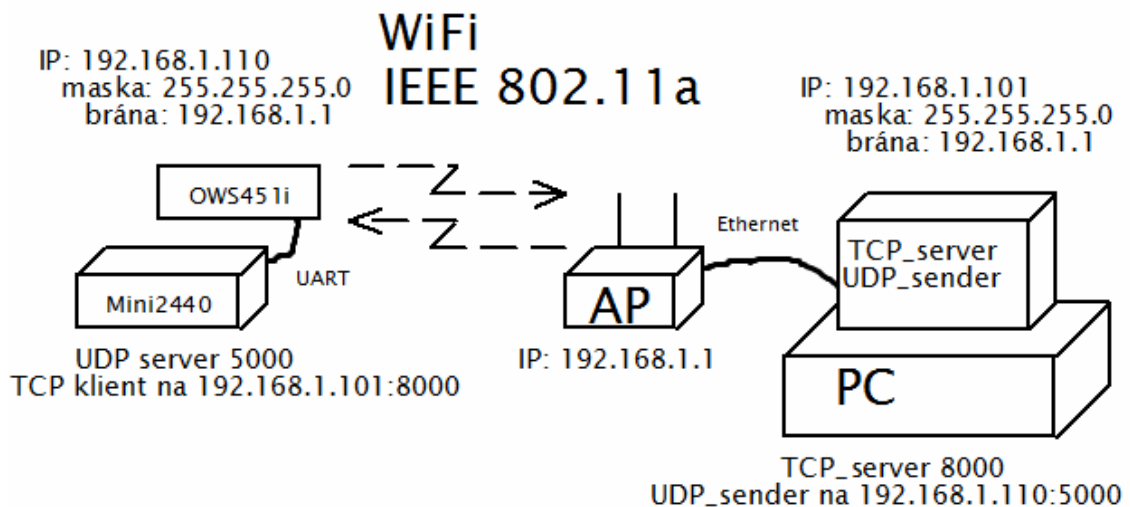 WiFi
IEEE 802.11a
IP: 192.168.1.110
maska: 255.255.255.0
brána: 192.168.1.1
IP: 192.168.1.101
maska: 255.255.255.0
brána: 192.168.1.1
OWS451i
UART
Mini2440
UDP server 5000
TCP klient na 192.168.1.101:8000
AP
IP: 192.168.1.1
Ethernet
TCP_server
UDP_sender
PC
TCP_server 8000
UDP_sender na 192.168.1.110:5000